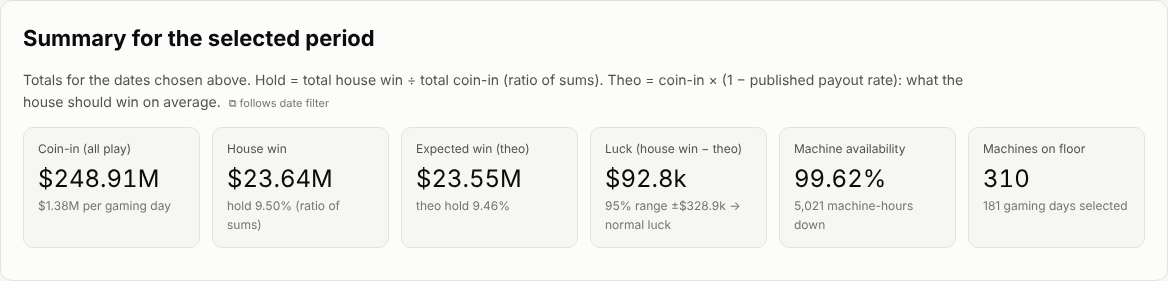 Summary for the selected period
Totals for the dates chosen above. Hold = total house win ÷ total coin-in (ratio of sums). Theo = coin-in × (1 − published payout rate): what the
house should win on average. ⧉ follows date filter
Coin-in (all play)
$248.91M
$1.38M per gaming day
House win
$23.64M
hold 9.50% (ratio of
sums)
Expected win (theo)
$23.55M
theo hold 9.46%
Luck (house win − theo)
$92.8k
95% range ±$328.9k →
normal luck
Machine availability
99.62%
5,021 machine-hours
down
Machines on floor
310
181 gaming days selected